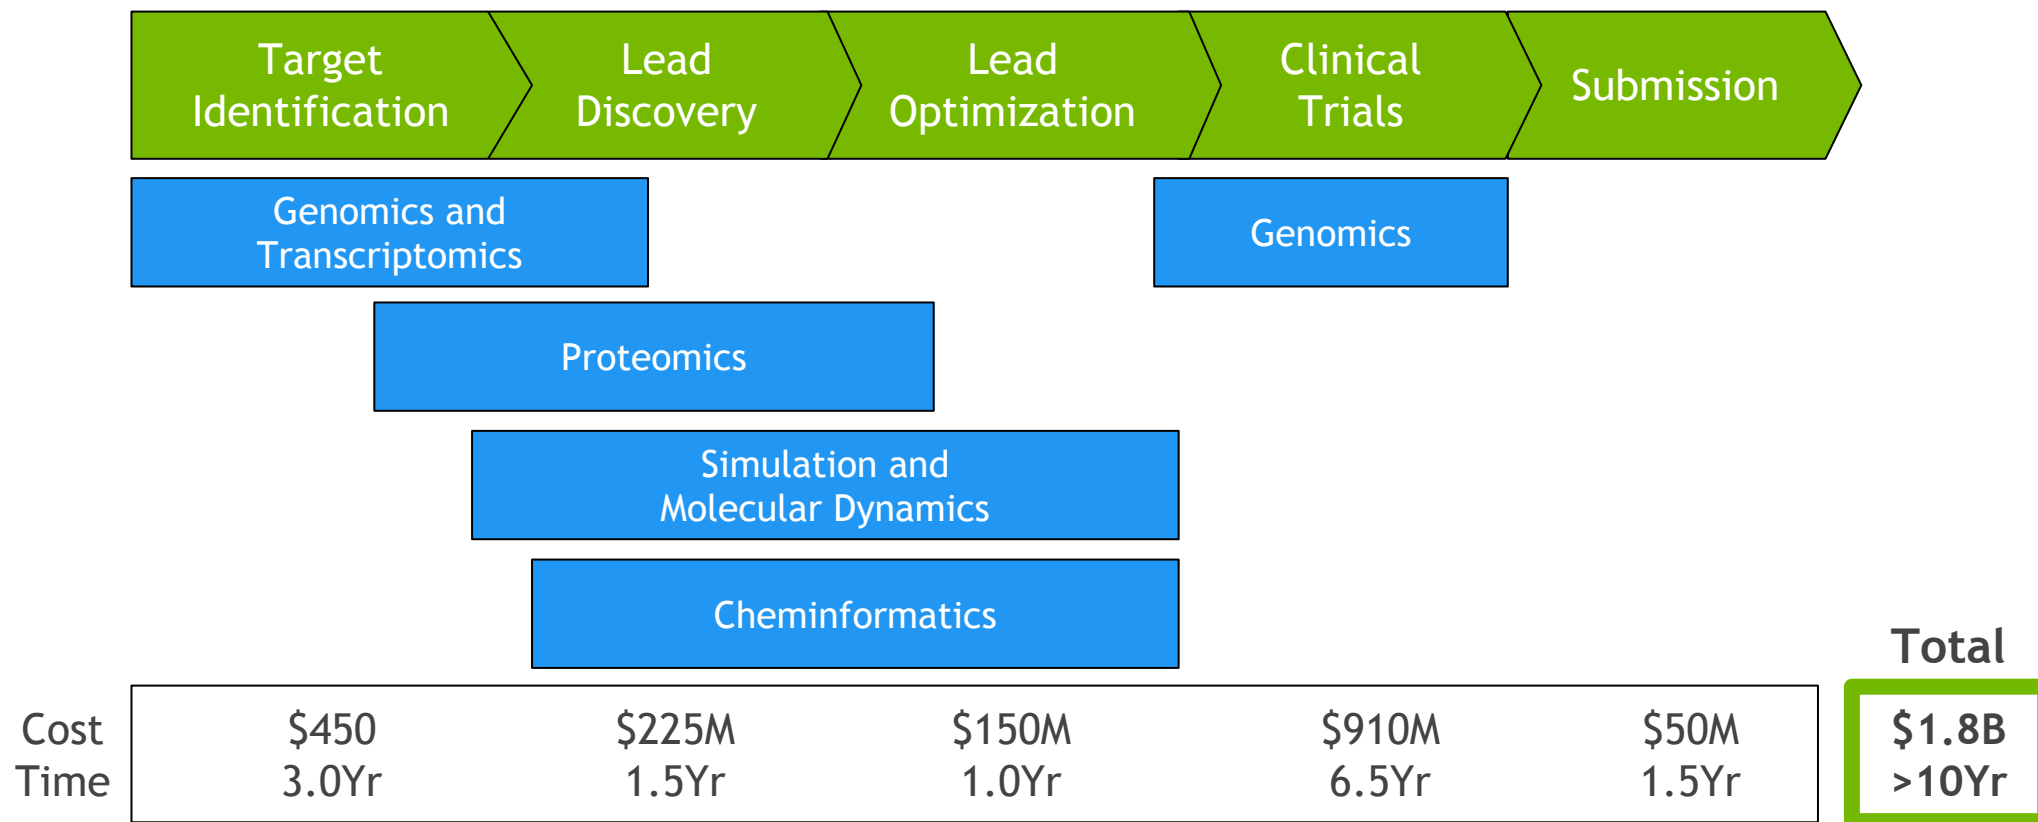 Target
Identification
Lead
Discovery
Lead
Optimization
Clinical
Trials
Submission
Genomics and
Transcriptomics
Genomics
Proteomics
Simulation and
Molecular Dynamics
Cheminformatics
Total
Cost $450 $225M $150M $910M $50M $1.8B
Time 3.0Yr 1.5Yr 1.0Yr 6.5Yr 1.5Yr >10Yr